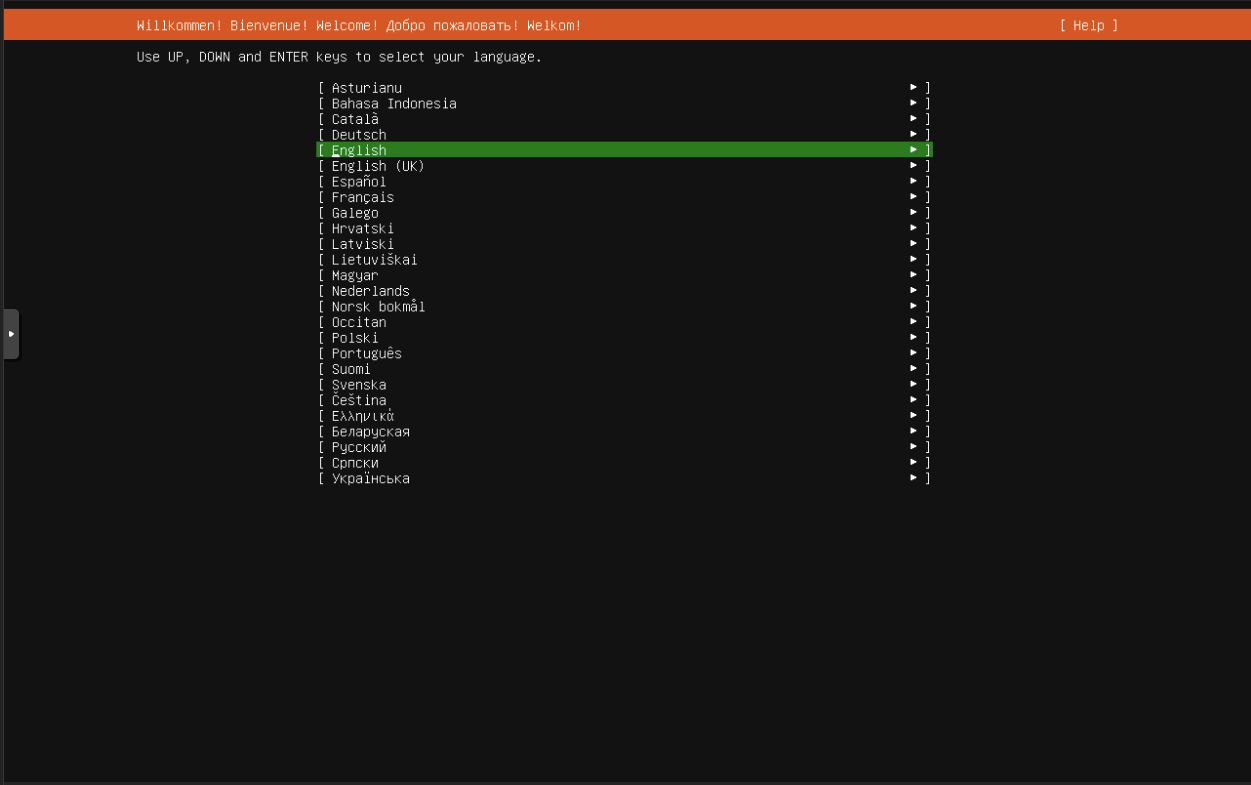 Willkommen! Bienvenue! Welcome! Добро пожаловать! Welkom! [ Help ]
Use UP, DOWN and ENTER keys to select your language.
[ Asturianu ► ]
[ Bahasa Indonesia ► ]
[ Català ► ]
[ Deutsch ► ]
[ English ► ]
[ English (UK) ► ]
[ Español ► ]
[ Français ► ]
[ Galego ► ]
[ Hrvatski ► ]
[ Latviski ► ]
[ Lietuviškai ► ]
[ Magyar ► ]
[ Nederlands ► ]
[ Norsk bokmål ► ]
[ Occitan ► ]
[ Polski ► ]
[ Português ► ]
[ Suomi ► ]
[ Svenska ► ]
[ Čeština ► ]
[ Ελληνικά ► ]
[ Беларуская ► ]
[ Русский ► ]
[ Српски ► ]
[ Українська ► ]